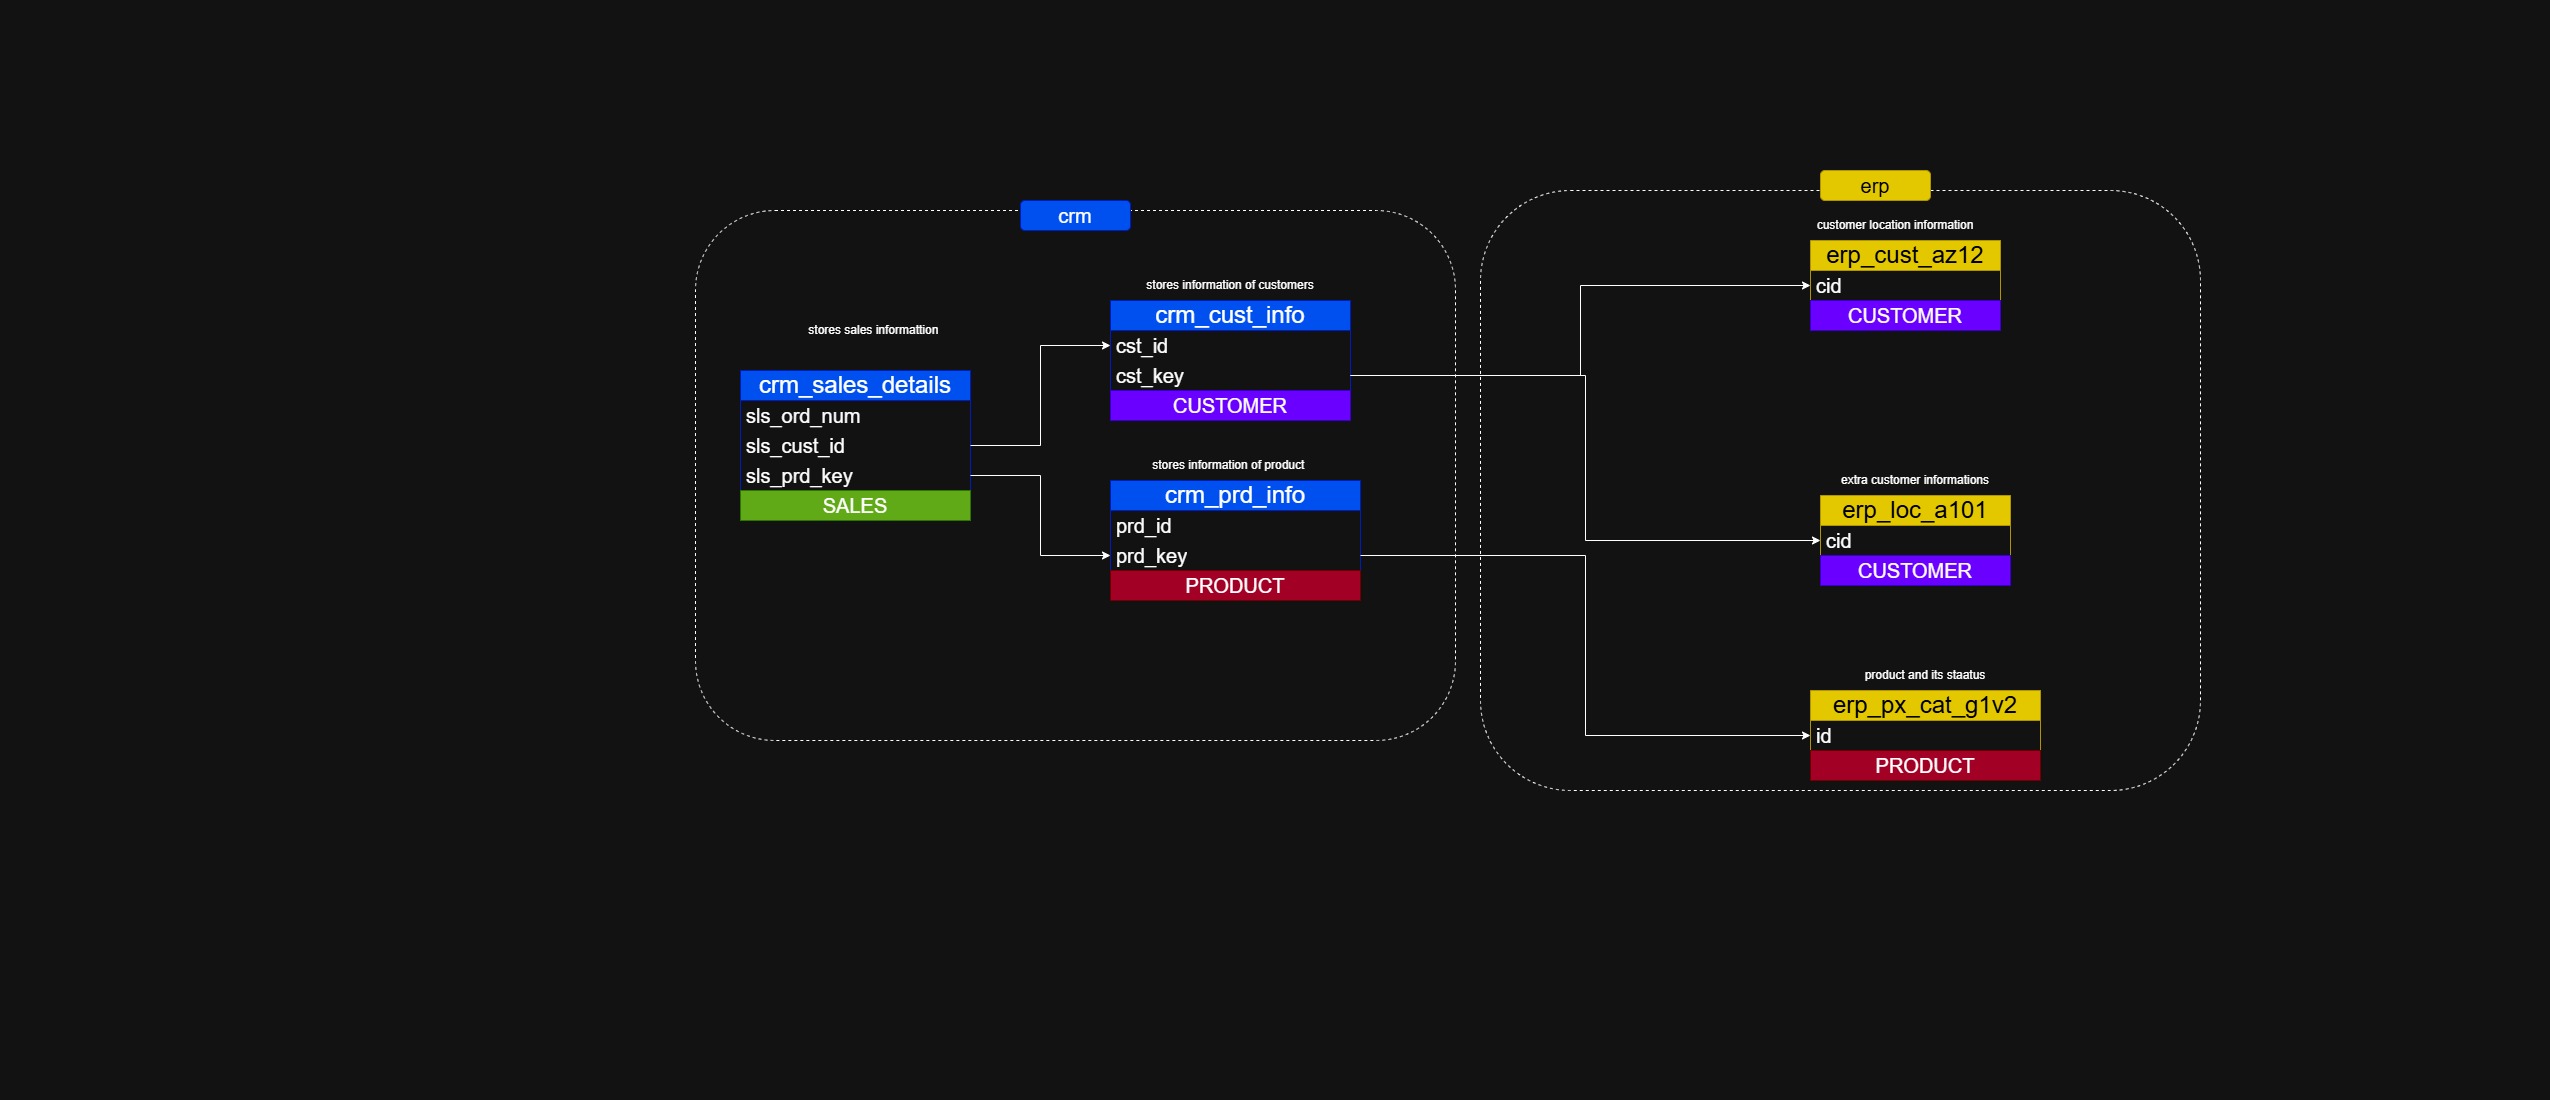 crm
stores sales informattion
crm_sales_details
sls_ord_num
sls_cust_id
sls_prd_key
SALES
stores information of customers
crm_cust_info
cst_id
cst_key
CUSTOMER
stores information of product
crm_prd_info
prd_id
prd_key
PRODUCT
erp
customer location information
erp_cust_az12
cid
CUSTOMER
extra customer informations
erp_loc_a101
cid
CUSTOMER
product and its staatus
erp_px_cat_g1v2
id
PRODUCT